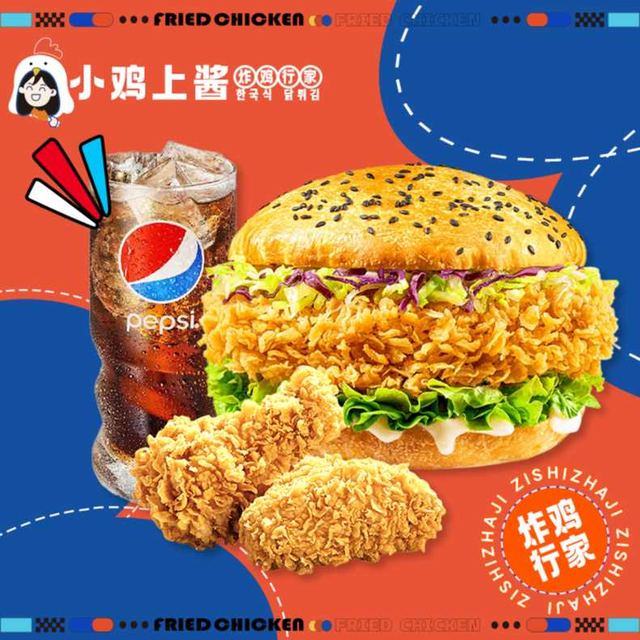 FRIED CHICKEN FRIED CHICKEN
小鸡上酱 炸鸡行家
한국식 닭튀김
pepsi
ZISHIZHAJI ZISHIZHAJI ZISHIZHAJI
炸鸡
行家
FRIED CHICKEN FRIED CHICKEN